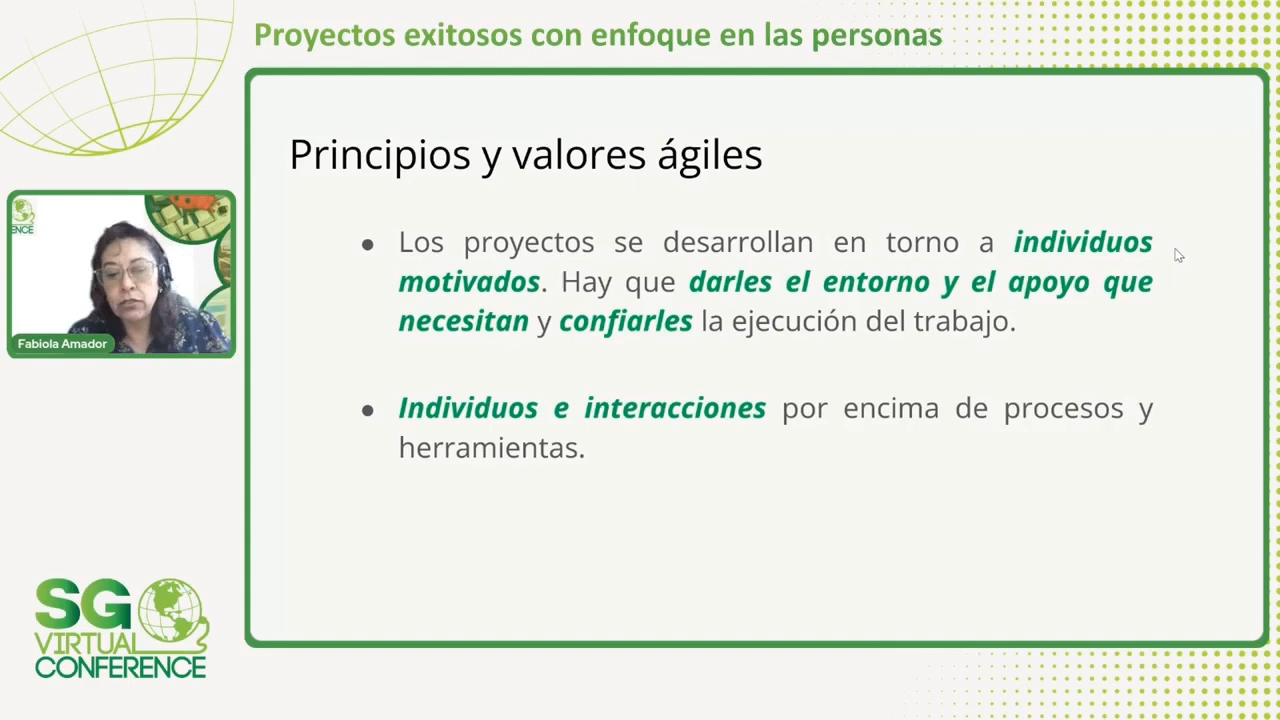 Proyectos exitosos con enfoque en las personas
Principios y valores ágiles
● Los proyectos se desarrollan en torno a individuos
motivados. Hay que darles el entorno y el apoyo que
necesitan y confiarles la ejecución del trabajo.
● Individuos e interacciones por encima de procesos y
herramientas.
ENCE
Fabiola Amador
SG
VIRTUAL
CONFERENCE